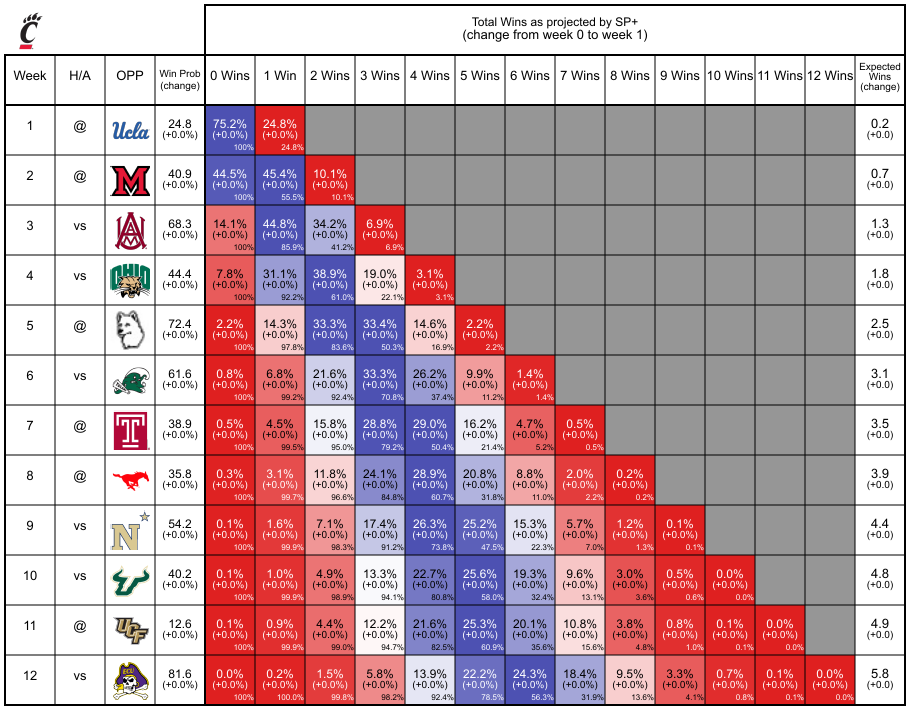 C
Total Wins as projected by SP+
(change from week 0 to week 1)
Week H/A OPP Win Prob (change) 0 Wins 1 Win 2 Wins 3 Wins 4 Wins 5 Wins 6 Wins 7 Wins 8 Wins 9 Wins 10 Wins 11 Wins 12 Wins Expected Wins (change)
1 @ Ucla 24.8 75.2% 24.8% 0.2
(+0.0%) (+0.0%) (+0.0%) (+0.0)
100% 24.8%
2 @ M 40.9 44.5% 45.4% 10.1% 0.7
(+0.0%) (+0.0%) (+0.0%) (+0.0%) (+0.0)
100% 55.5% 10.1%
3 vs AM 68.3 14.1% 44.8% 34.2% 6.9% 1.3
(+0.0%) (+0.0%) (+0.0%) (+0.0%) (+0.0%) (+0.0)
100% 85.9% 41.2% 6.9%
4 vs OHIO 44.4 7.8% 31.1% 38.9% 19.0% 3.1% 1.8
(+0.0%) (+0.0%) (+0.0%) (+0.0%) (+0.0%) (+0.0%) (+0.0)
100% 92.2% 61.0% 22.1% 3.1%
5 @ 72.4 2.2% 14.3% 33.3% 33.4% 14.6% 2.2% 2.5
(+0.0%) (+0.0%) (+0.0%) (+0.0%) (+0.0%) (+0.0%) (+0.0%) (+0.0)
100% 97.8% 83.6% 50.3% 16.9% 2.2%
6 vs 61.6 0.8% 6.8% 21.6% 33.3% 26.2% 9.9% 1.4% 3.1
(+0.0%) (+0.0%) (+0.0%) (+0.0%) (+0.0%) (+0.0%) (+0.0%) (+0.0%) (+0.0)
100% 99.2% 92.4% 70.8% 37.4% 11.2% 1.4%
7 @ T 38.9 0.5% 4.5% 15.8% 28.8% 29.0% 16.2% 4.7% 0.5% 3.5
(+0.0%) (+0.0%) (+0.0%) (+0.0%) (+0.0%) (+0.0%) (+0.0%) (+0.0%) (+0.0%) (+0.0)
100% 99.5% 95.0% 79.2% 50.4% 21.4% 5.2% 0.5%
8 @ 35.8 0.3% 3.1% 11.8% 24.1% 28.9% 20.8% 8.8% 2.0% 0.2% 3.9
(+0.0%) (+0.0%) (+0.0%) (+0.0%) (+0.0%) (+0.0%) (+0.0%) (+0.0%) (+0.0%) (+0.0%) (+0.0)
100% 99.7% 96.6% 84.8% 60.7% 31.8% 11.0% 2.2% 0.2%
9 vs N 54.2 0.1% 1.6% 7.1% 17.4% 26.3% 25.2% 15.3% 5.7% 1.2% 0.1% 4.4
(+0.0%) (+0.0%) (+0.0%) (+0.0%) (+0.0%) (+0.0%) (+0.0%) (+0.0%) (+0.0%) (+0.0%) (+0.0%) (+0.0)
100% 99.9% 98.3% 91.2% 73.8% 47.5% 22.3% 7.0% 1.3% 0.1%
10 vs 40.2 0.1% 1.0% 4.9% 13.3% 22.7% 25.6% 19.3% 9.6% 3.0% 0.5% 0.0% 4.8
(+0.0%) (+0.0%) (+0.0%) (+0.0%) (+0.0%) (+0.0%) (+0.0%) (+0.0%) (+0.0%) (+0.0%) (+0.0%) (+0.0%) (+0.0)
100% 99.9% 98.9% 94.1% 80.8% 58.0% 32.4% 13.1% 3.6% 0.6% 0.0%
11 @ UCF 12.6 0.1% 0.9% 4.4% 12.2% 21.6% 25.3% 20.1% 10.8% 3.8% 0.8% 0.1% 0.0% 4.9
(+0.0%) (+0.0%) (+0.0%) (+0.0%) (+0.0%) (+0.0%) (+0.0%) (+0.0%) (+0.0%) (+0.0%) (+0.0%) (+0.0%) (+0.0%) (+0.0)
100% 99.9% 99.0% 94.7% 82.5% 60.9% 35.6% 15.6% 4.8% 1.0% 0.1% 0.0%
12 vs ECU 81.6 0.0% 0.2% 1.5% 5.8% 13.9% 22.2% 24.3% 18.4% 9.5% 3.3% 0.7% 0.1% 0.0% 5.8
(+0.0%) (+0.0%) (+0.0%) (+0.0%) (+0.0%) (+0.0%) (+0.0%) (+0.0%) (+0.0%) (+0.0%) (+0.0%) (+0.0%) (+0.0%) (+0.0%) (+0.0)
100% 100.0% 99.8% 98.2% 92.4% 78.5% 56.3% 31.9% 13.6% 4.1% 0.8% 0.1% 0.0%